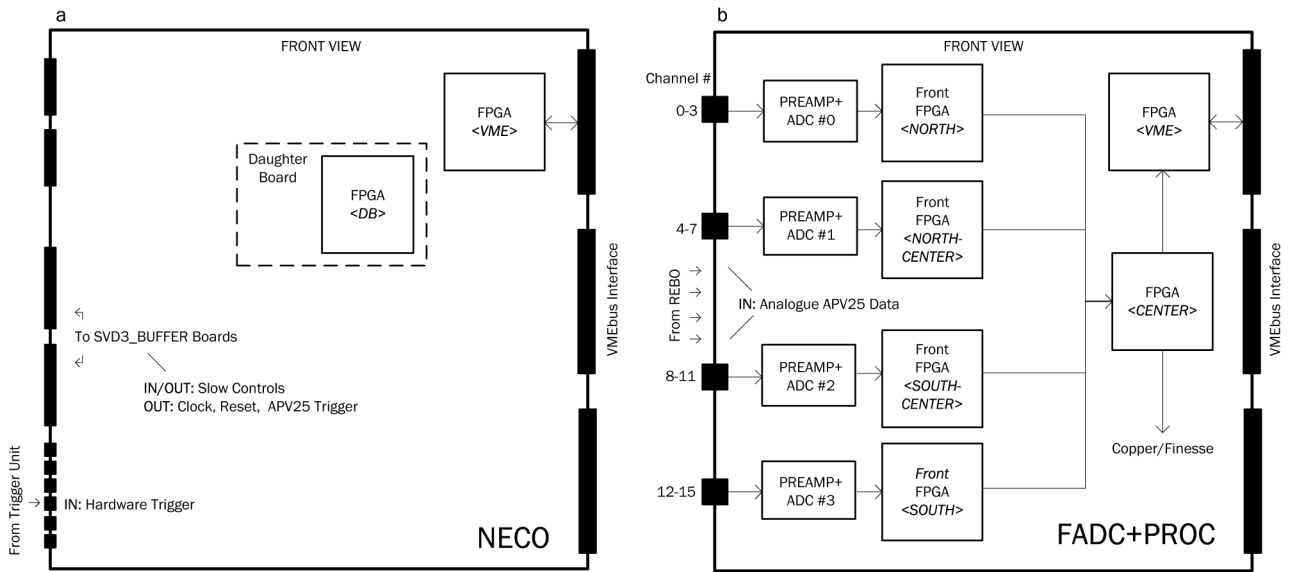 a
FRONT VIEW
FPGA
<VME>
Daughter
Board
FPGA
<DB>
VMEbus Interface
To SVD3_BUFFER Boards
IN/OUT: Slow Controls
OUT: Clock, Reset, APV25 Trigger
From Trigger Unit
IN: Hardware Trigger
NECO
b
FRONT VIEW
Channel #
0-3
PREAMP+
ADC #0
Front
FPGA
<NORTH>
FPGA
<VME>
4-7
PREAMP+
ADC #1
Front
FPGA
<NORTH-
CENTER>
From REBO
IN: Analogue APV25 Data
FPGA
<CENTER>
VMEbus Interface
8-11
PREAMP+
ADC #2
Front
FPGA
<SOUTH-
CENTER>
Copper/Finesse
12-15
PREAMP+
ADC #3
Front
FPGA
<SOUTH>
FADC+PROC